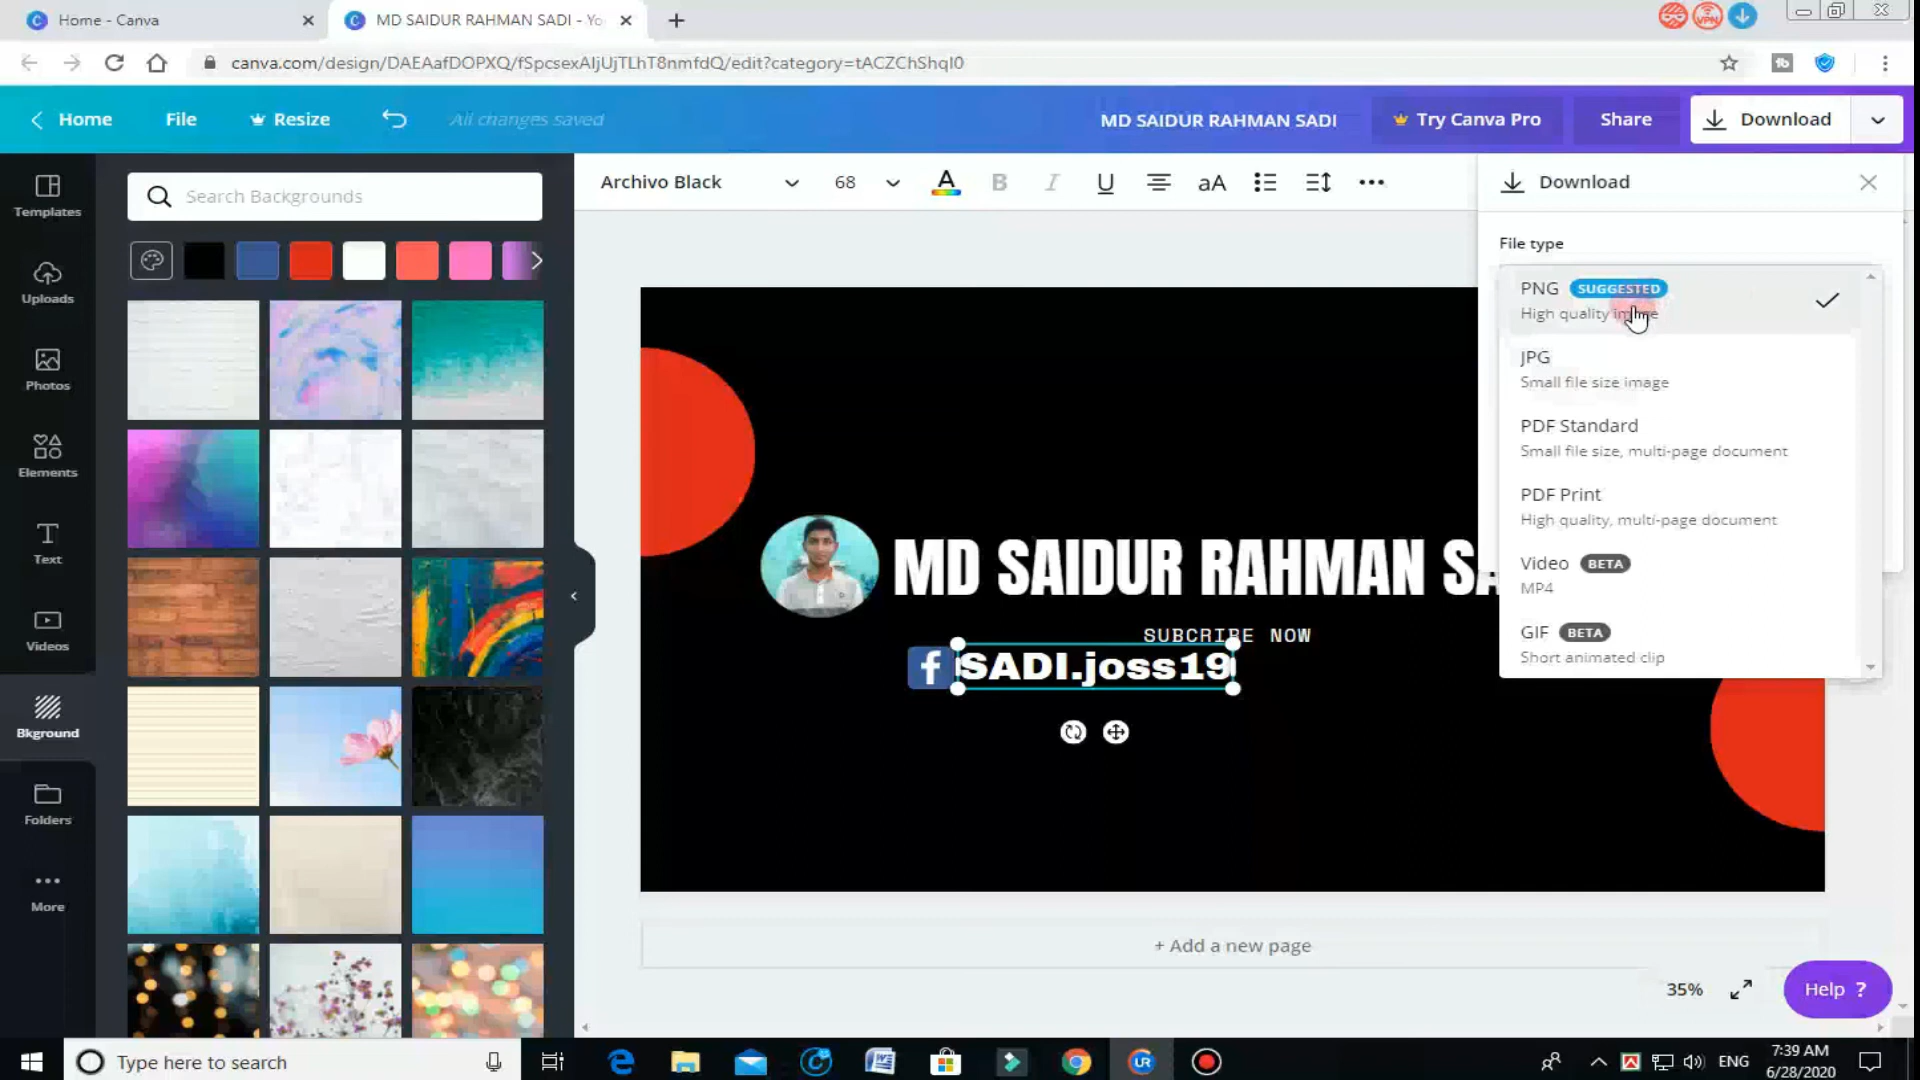 Home - Canva
MD SAIDUR RAHMAN SADI - Yo
canva.com/design/DAEAafDOPXQ/fSpcsexAIjUjTLhT8nmfdQ/edit?category=tACZChShqI0
Home
File
Resize
All changes saved
MD SAIDUR RAHMAN SADI
Try Canva Pro
Share
Download
Templates
Uploads
Photos
Elements
Text
Videos
Bkground
Folders
More
Search Backgrounds
Archivo Black
68
A
B
I
U
aA
Download
File type
PNG SUGGESTED
High quality image
JPG
Small file size image
PDF Standard
Small file size, multi-page document
PDF Print
High quality, multi-page document
Video BETA
MP4
GIF BETA
Short animated clip
MD SAIDUR RAHMAN SA
SUBCRIBE NOW
f SADI.joss19
+ Add a new page
35%
Help ?
Type here to search
ENG
7:39 AM
6/28/2020